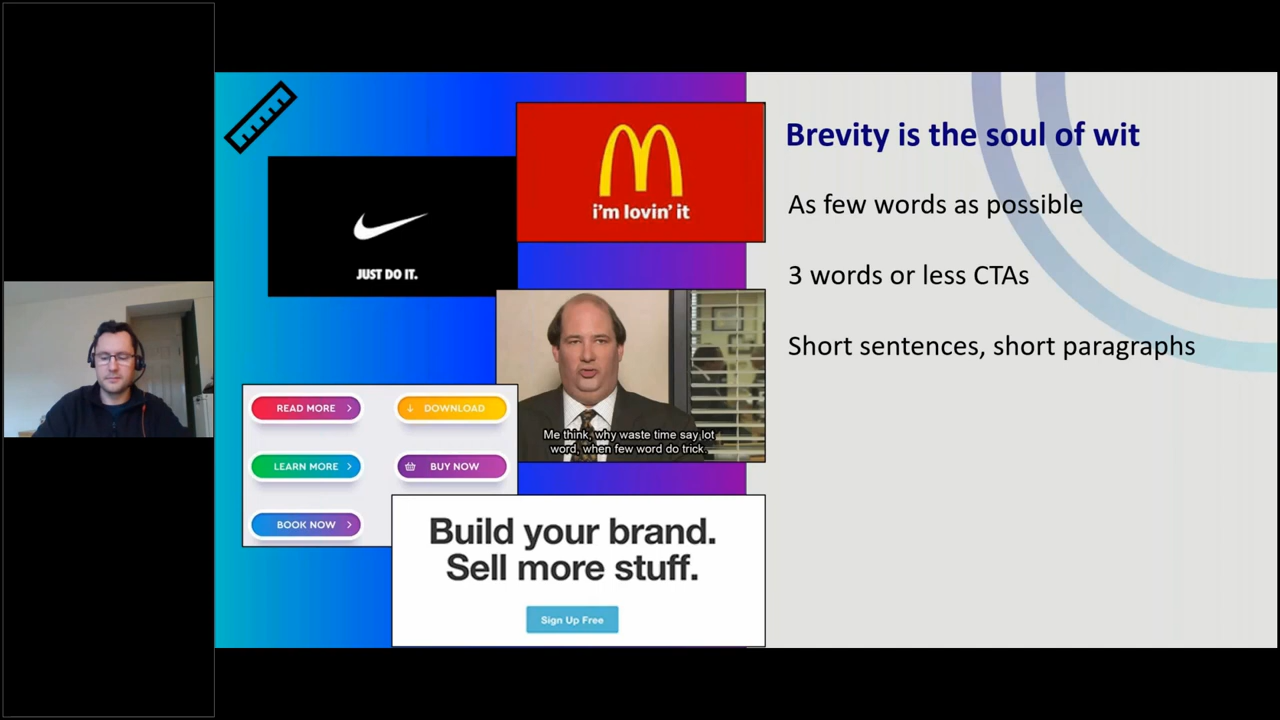 JUST DO IT.
i'm lovin' it
Me think, why waste time say lot
word, when few word do trick.
READ MORE
DOWNLOAD
LEARN MORE
BUY NOW
BOOK NOW
Build your brand.
Sell more stuff.
Sign Up Free
Brevity is the soul of wit
As few words as possible
3 words or less CTAs
Short sentences, short paragraphs